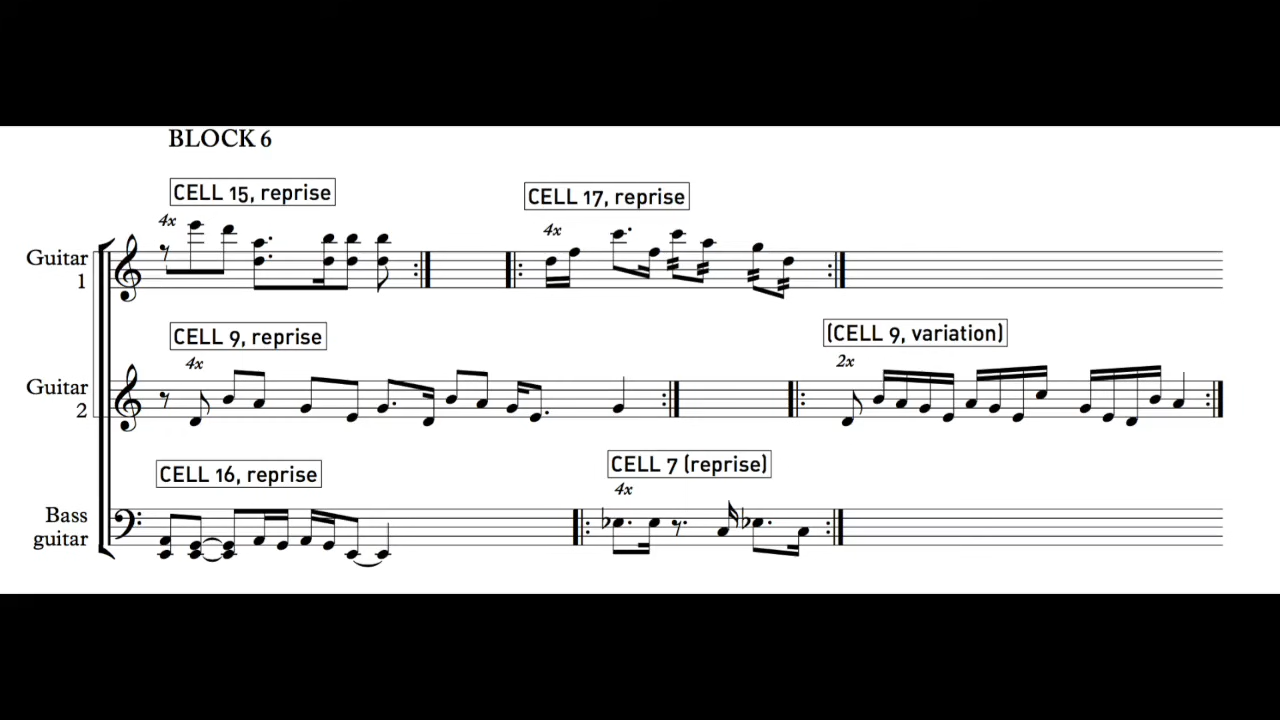 BLOCK 6
CELL 15, reprise
CELL 17, reprise
4x
4x
Guitar
1
CELL 9, reprise
(CELL 9, variation)
4x
2x
Guitar
2
CELL 16, reprise
CELL 7 (reprise)
4x
Bass
guitar